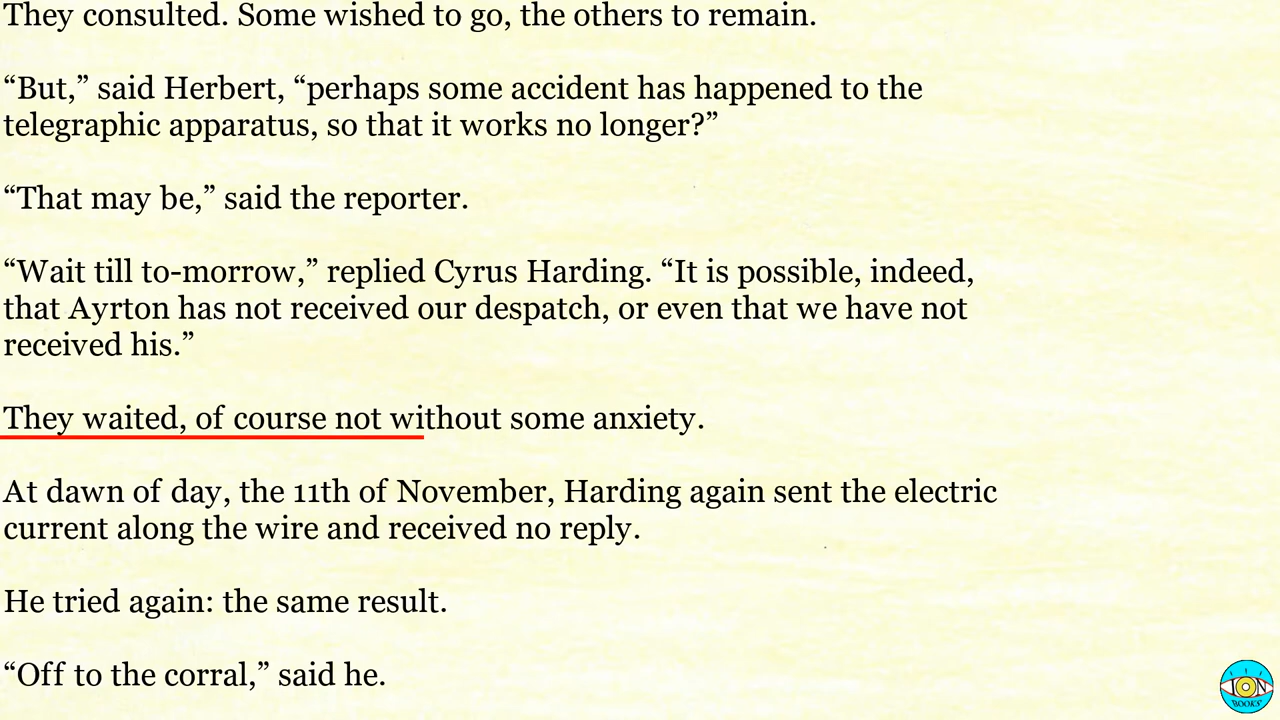 They consulted. Some wished to go, the others to remain.
“But,” said Herbert, “perhaps some accident has happened to the
telegraphic apparatus, so that it works no longer?”
“That may be,” said the reporter.
“Wait till to-morrow,” replied Cyrus Harding. “It is possible, indeed,
that Ayrton has not received our despatch, or even that we have not
received his.”
They waited, of course not without some anxiety.
At dawn of day, the 11th of November, Harding again sent the electric
current along the wire and received no reply.
He tried again: the same result.
“Off to the corral,” said he.
ION
BOOKS